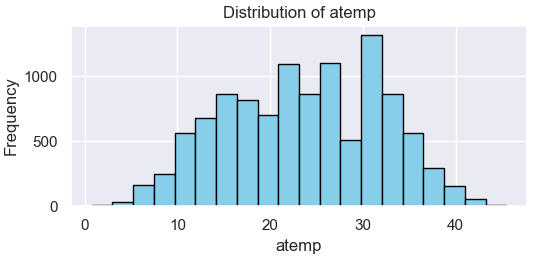 Distribution of atemp
Frequency
1000
500
0
0 10 20 30 40
atemp